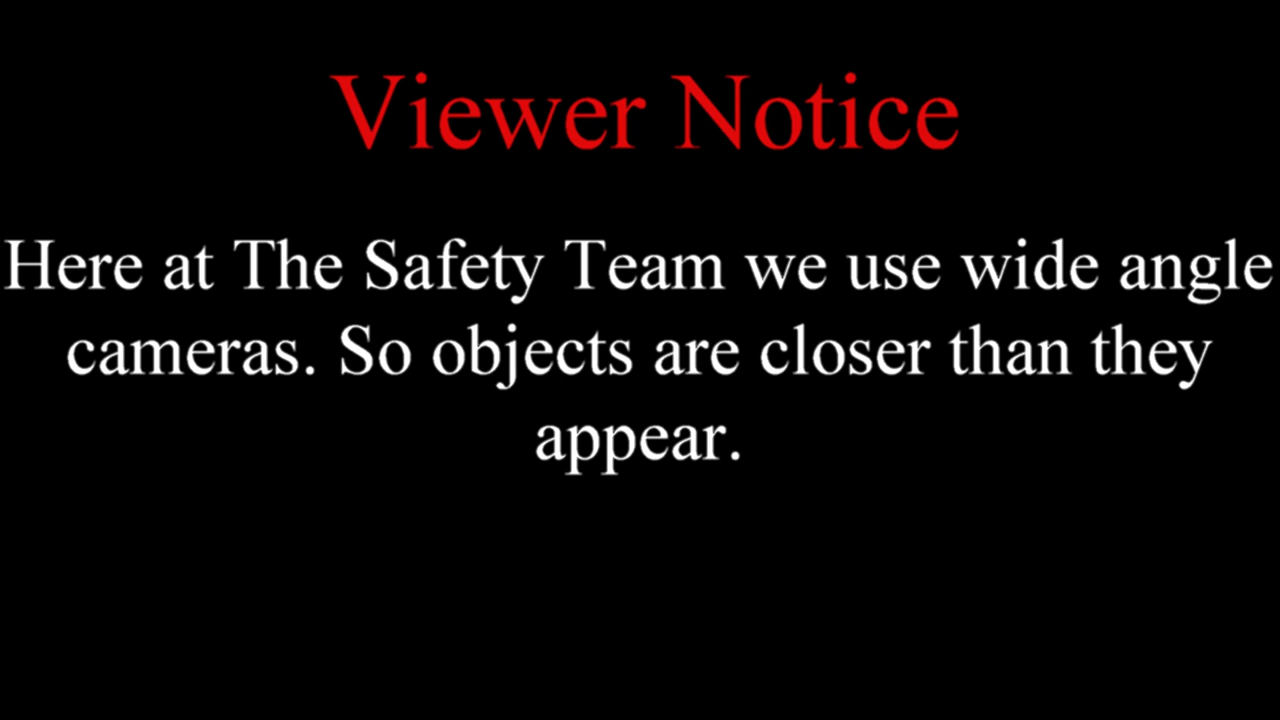 Viewer Notice
Here at The Safety Team we use wide angle
cameras. So objects are closer than they
appear.